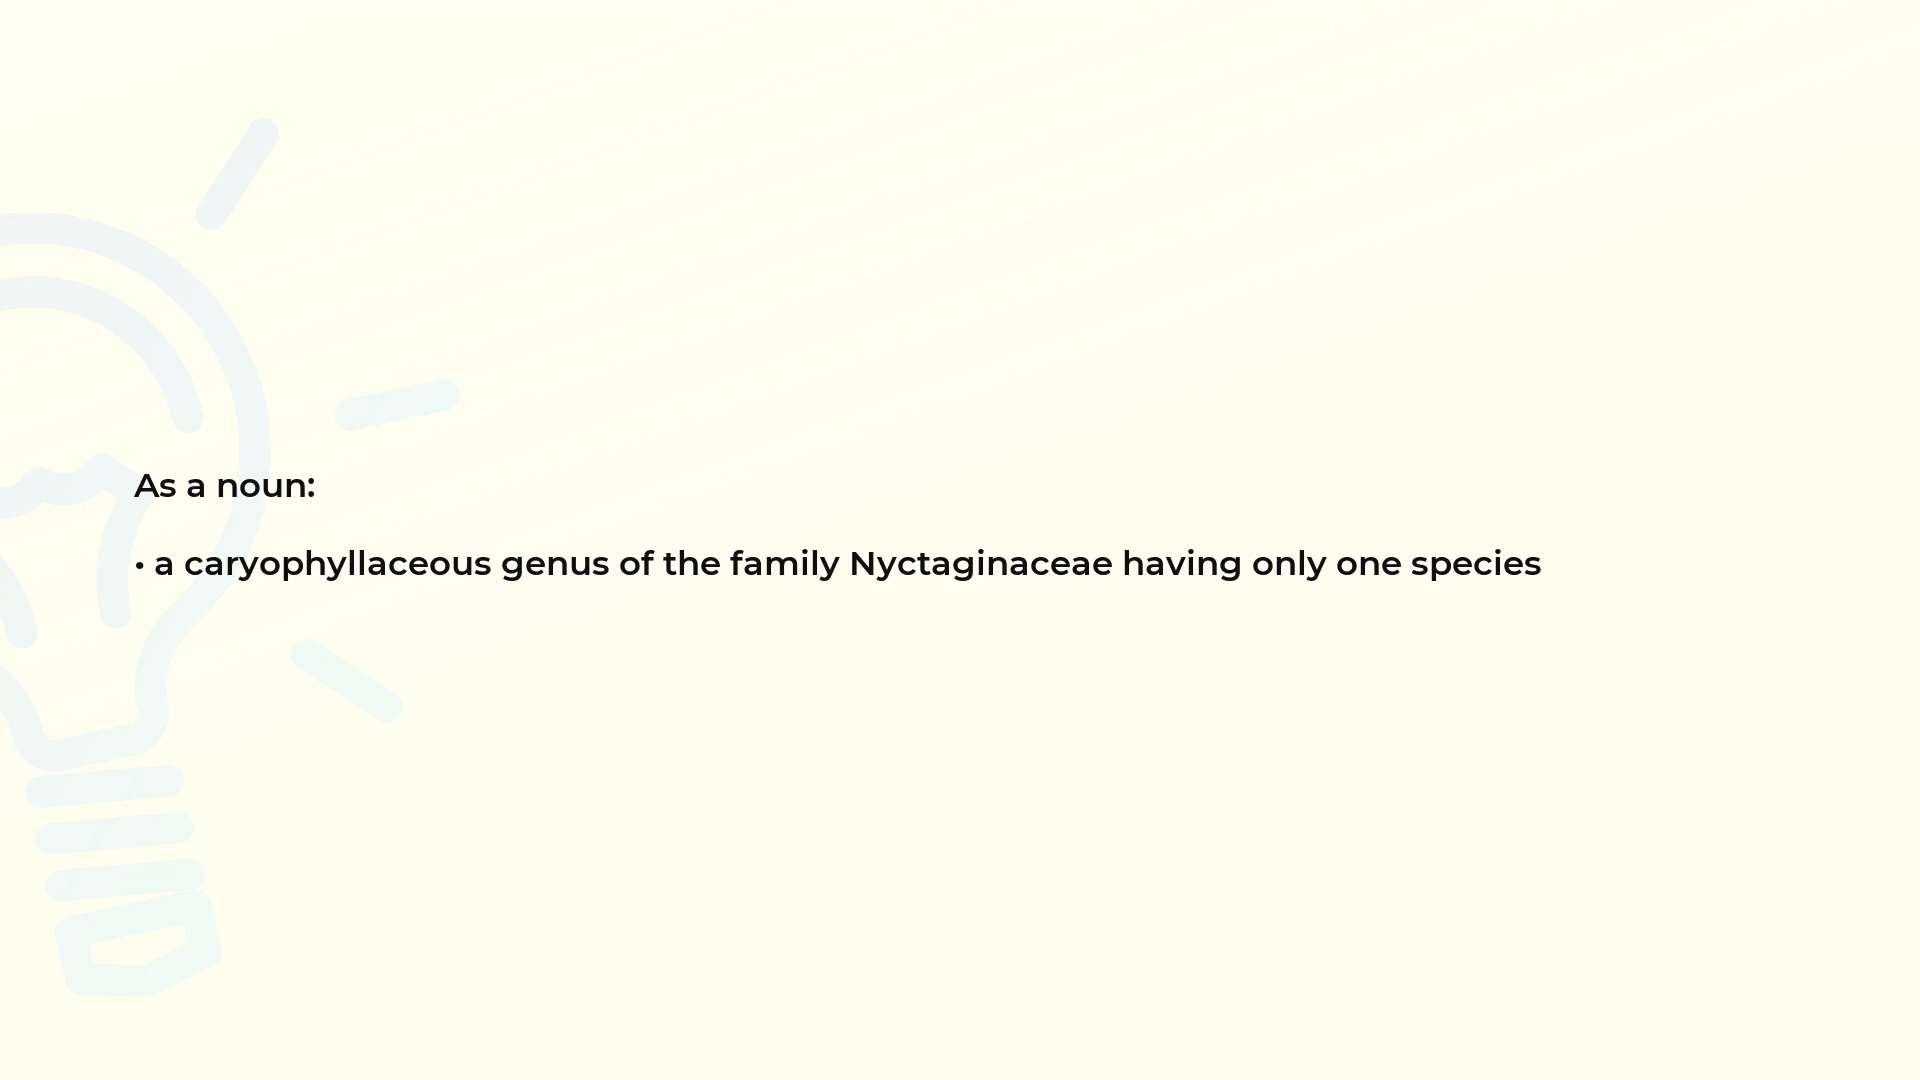 As a noun:
• a caryophyllaceous genus of the family Nyctaginaceae having only one species